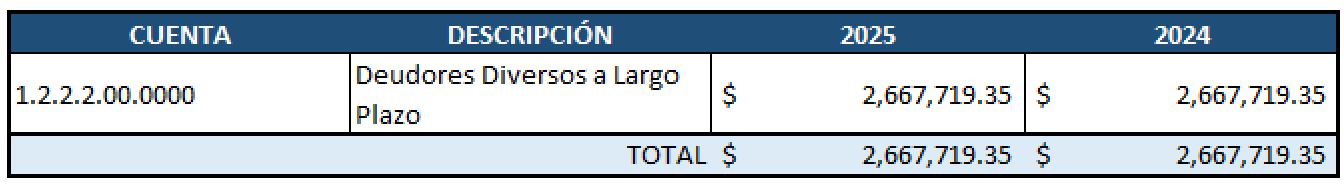 CUENTA DESCRIPCIÓN 2025 2024
1.2.2.2.00.0000 Deudores Diversos a Largo Plazo $ 2,667,719.35 $ 2,667,719.35
TOTAL $ 2,667,719.35 $ 2,667,719.35